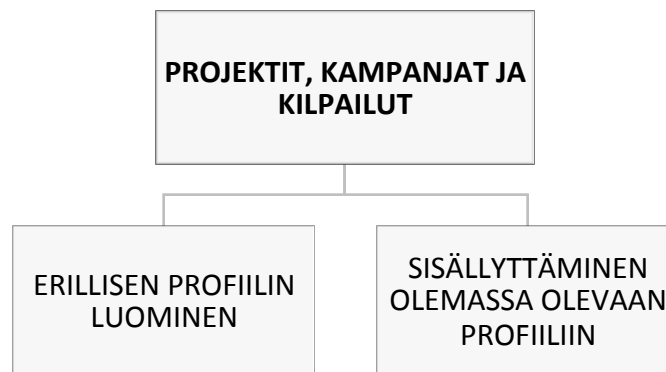 PROJEKTIT, KAMPANJAT JA
KILPAILUT
ERILLISEN PROFIILIN
LUOMINEN
SISÄLLYTTÄMINEN
OLEMASSA OLEVAAN
PROFIILIIN